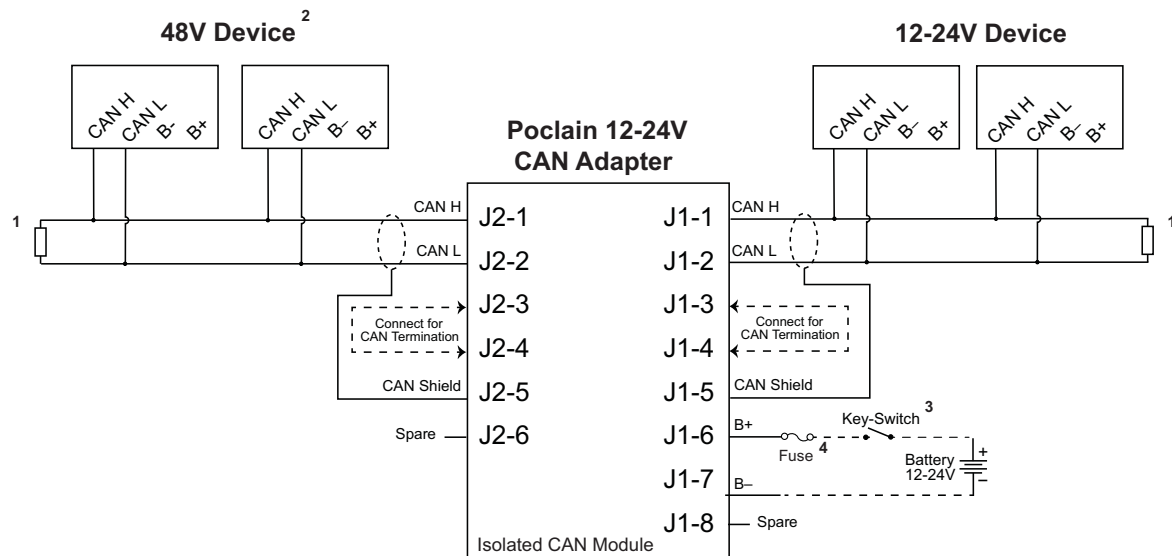 48V Device 2
12-24V Device
CAN H
CAN L
B-
B+
CAN H
CAN L
B–
B+
CAN H
CAN L
B–
B+
CAN H
CAN L
B–
B+
Poclain 12-24V
CAN Adapter
1
CAN H
J2-1
J1-1
CAN H
1
CAN L
J2-2
J1-2
CAN L
J2-3
J1-3
Connect for
CAN Termination
Connect for
CAN Termination
J2-4
J1-4
CAN Shield
J2-5
J1-5
CAN Shield
Spare
J2-6
J1-6
B+
Fuse 4
Key-Switch 3
Battery
12-24V
+
–
J1-7
B–
J1-8
Spare
Isolated CAN Module